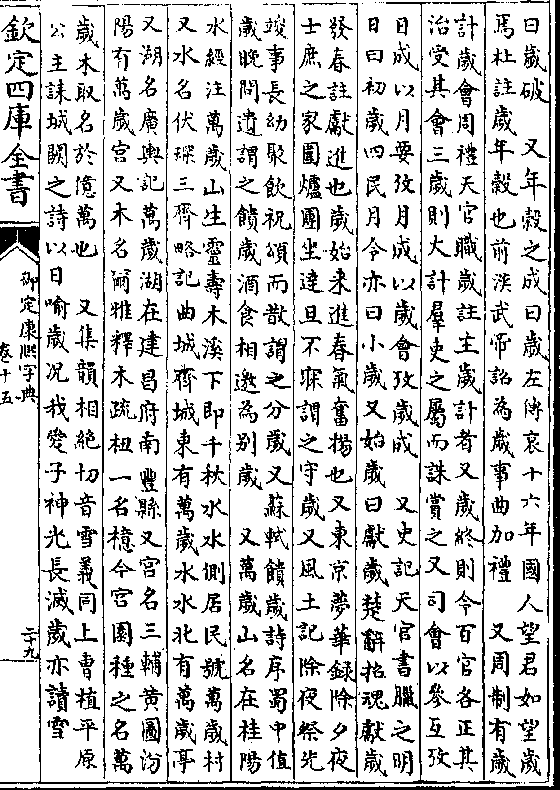 曰歲破　又年穀之成曰歲左傳哀十六年國人望君如望歲
焉杜註歲年穀也前漢武帝詔為歲事曲加禮　又周制有歲
計歲會周禮天官職歲註主歲計者又歲終則令百官各正其
治受其會三歲則大計羣吏之屬而誅賞之又司會以參互攷
日成以月要攷月成以歲會攷歲成　又史記天官書臘之明
日曰初歲四民月令亦曰小歲又始歲曰獻歲楚辭招魂獻歲
發春註獻進也歲始來進春氣奮揚也又東京夢華録除夕夜
士庶之家圍爐團坐達旦不寐謂之守歲又風土記除夜祭先
竣事長幼聚飲祝頌而散謂之分歲又蘇軾饋歲詩序蜀中值
歲晚問遺謂之饋歲酒食相邀為别歲　又萬歲山名在桂陽
水經注萬歲山生靈壽木溪下即千秋水水側居民號萬歲村
又水名伏琛三齊略記曲城齊城東有萬歲水水北有萬歲亭
又湖名廣輿記萬歲湖在建昌府南豐縣又宫名三輔黄圖汾
陽有萬歲宫又木名爾雅釋木疏杻一名檍今宫園種之名萬
歲木取名於億萬也　又集韻相絶切音雪義同上曹植平原
公主誄城闕之詩以日喻歲况我愛子神光長滅歲亦讀雪
欽定四庫全書
御定康熙字典
卷十五
二十九